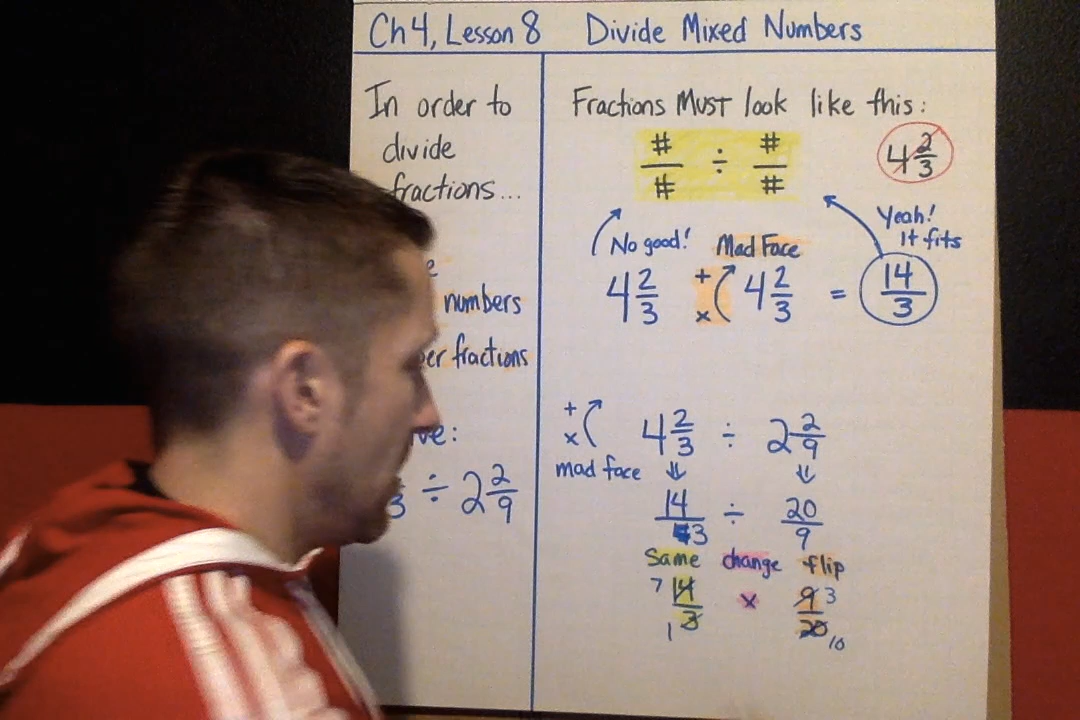 Ch 4, Lesson 8 Divide Mixed Numbers
In order to
divide
fractions...
numbers
fractions
3 ÷ 2 2/9
Fractions MUST look like this:
#/# ÷ #/#
4 2/3
No good!
Mad Face
Yeah!
It fits
4 2/3 + x 4 2/3 = 14/3
+ x
mad face
4 2/3 ÷ 2 2/9
14/3 ÷ 20/9
Same change flip
7 14/3 1 x 9/20 3 10